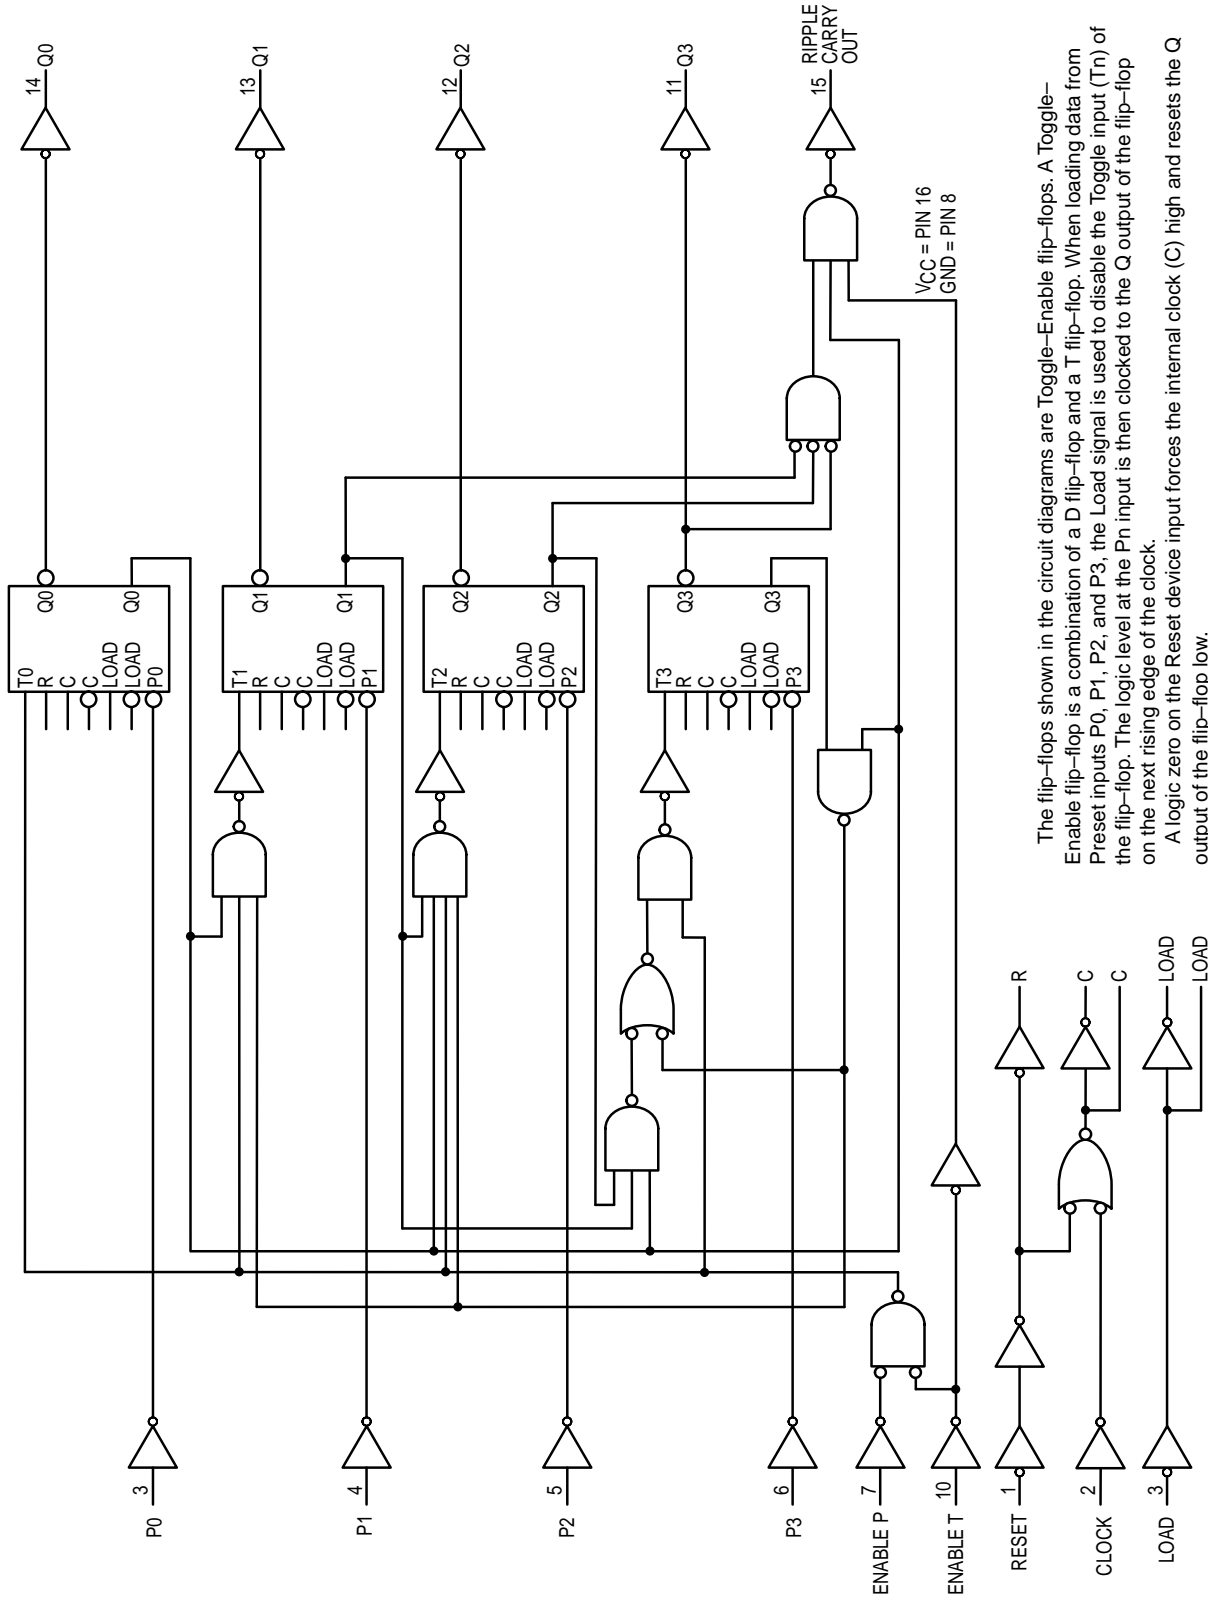 P0
3
T0
R
C
C
LOAD
LOAD
P0
Q0
Q0
14
Q0
P1
4
T1
R
C
C
LOAD
LOAD
P1
Q1
Q1
13
Q1
P2
5
T2
R
C
C
LOAD
LOAD
P2
Q2
Q2
12
Q2
P3
6
T3
R
C
C
LOAD
LOAD
P3
Q3
Q3
11
Q3
ENABLE P
7
15
RIPPLE
CARRY
OUT
ENABLE T
10
VCC = PIN 16
GND = PIN 8
RESET
1
R
CLOCK
2
C
C
LOAD
3
LOAD
LOAD
The flip–flops shown in the circuit diagrams are Toggle–Enable flip–flops. A Toggle–
Enable flip–flop is a combination of a D flip–flop and a T flip–flop. When loading data from
Preset inputs P0, P1, P2, and P3, the Load signal is used to disable the Toggle input (Tn) of
the flip–flop. The logic level at the Pn input is then clocked to the Q output of the flip–flop
on the next rising edge of the clock.
A logic zero on the Reset device input forces the internal clock (C) high and resets the Q
output of the flip–flop low.